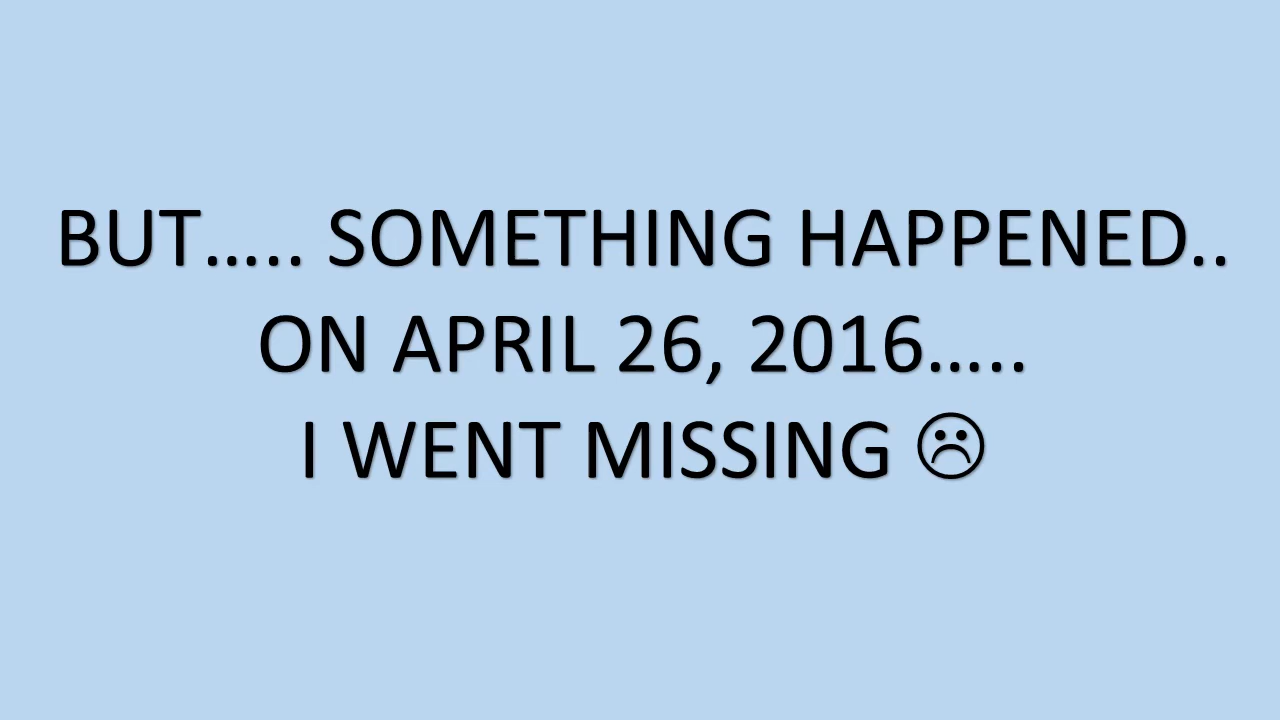 BUT….. SOMETHING HAPPENED..
ON APRIL 26, 2016…..
I WENT MISSING ☹